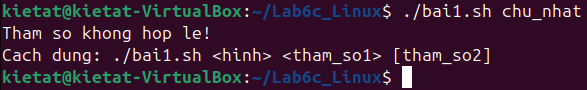 kietat@kietat-VirtualBox:~/Lab6c_Linux$ ./bai1.sh chu_nhat
Tham so khong hop le!
Cach dung: ./bai1.sh <hinh> <tham_so1> [tham_so2]
kietat@kietat-VirtualBox:~/Lab6c_Linux$